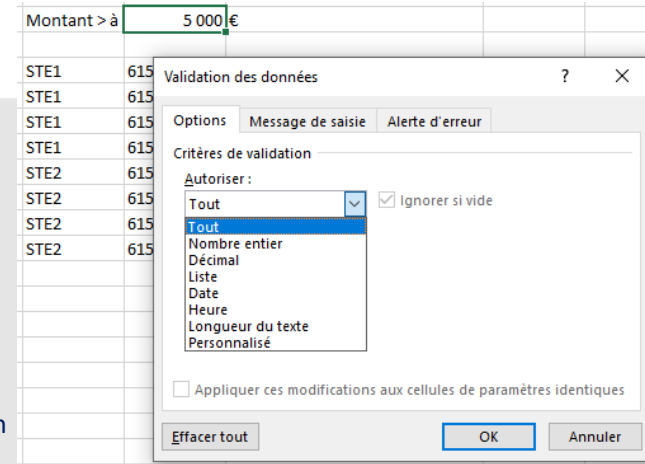 Montant > à 5 000 €
STE1 615
STE1 615
STE1 615
STE1 615
STE2 615
STE2 615
STE2 615
STE2 615
n
Validation des données ? ×
Options Message de saisie Alerte d'erreur
Critères de validation
Autoriser :
Tout Ignorer si vide
Tout
Nombre entier
Décimal
Liste
Date
Heure
Longueur du texte
Personnalisé
Appliquer ces modifications aux cellules de paramètres identiques
Effacer tout OK Annuler